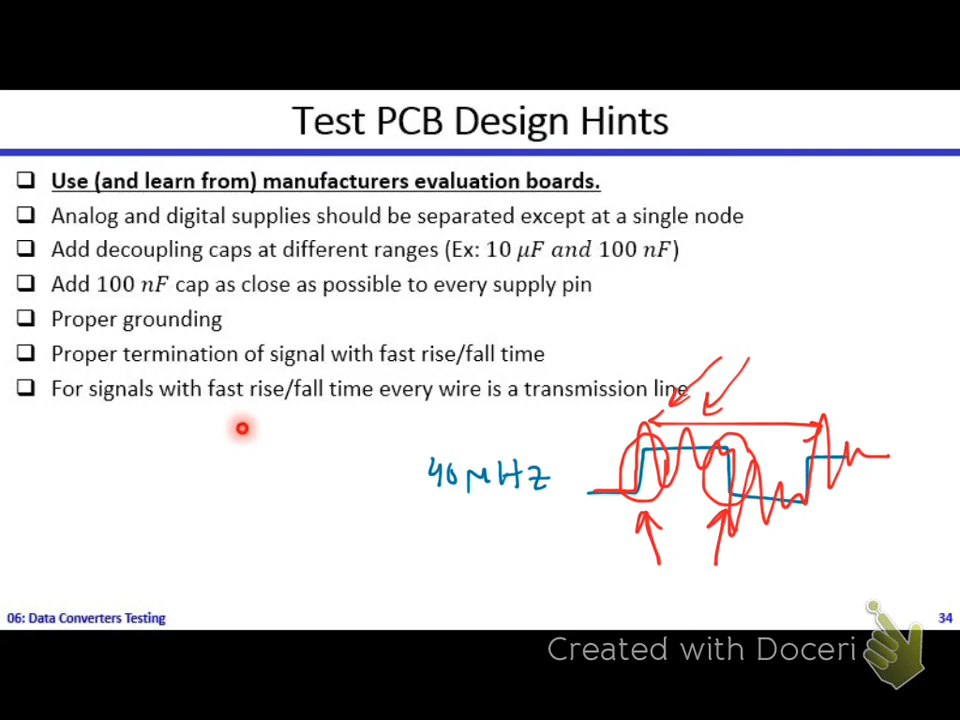 Test PCB Design Hints
Use (and learn from) manufacturers evaluation boards.
Analog and digital supplies should be separated except at a single node
Add decoupling caps at different ranges (Ex: 10 μF and 100 nF)
Add 100 nF cap as close as possible to every supply pin
Proper grounding
Proper termination of signal with fast rise/fall time
For signals with fast rise/fall time every wire is a transmission line
40 MHz
06: Data Converters Testing
34
Created with Doceri